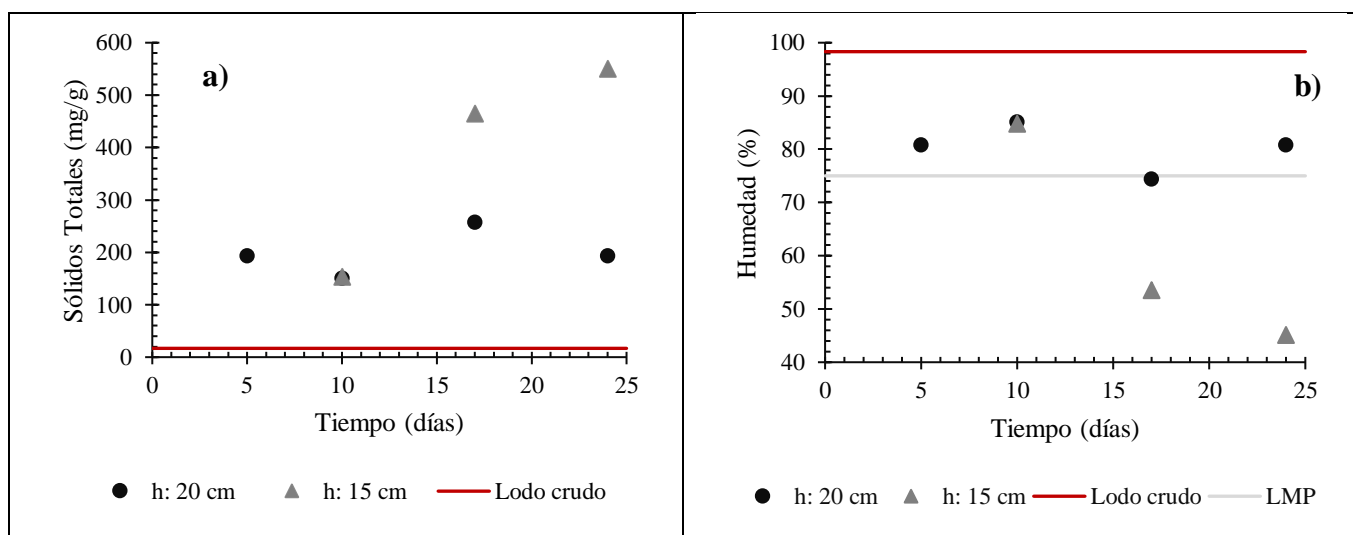 a)
Sólidos Totales (mg/g)
600
500
400
300
200
100
0
0 5 10 15 20 25
Tiempo (días)
h: 20 cm h: 15 cm Lodo crudo
b)
Humedad (%)
100
90
80
70
60
50
40
0 5 10 15 20 25
Tiempo (días)
h: 20 cm h: 15 cm Lodo crudo LMP